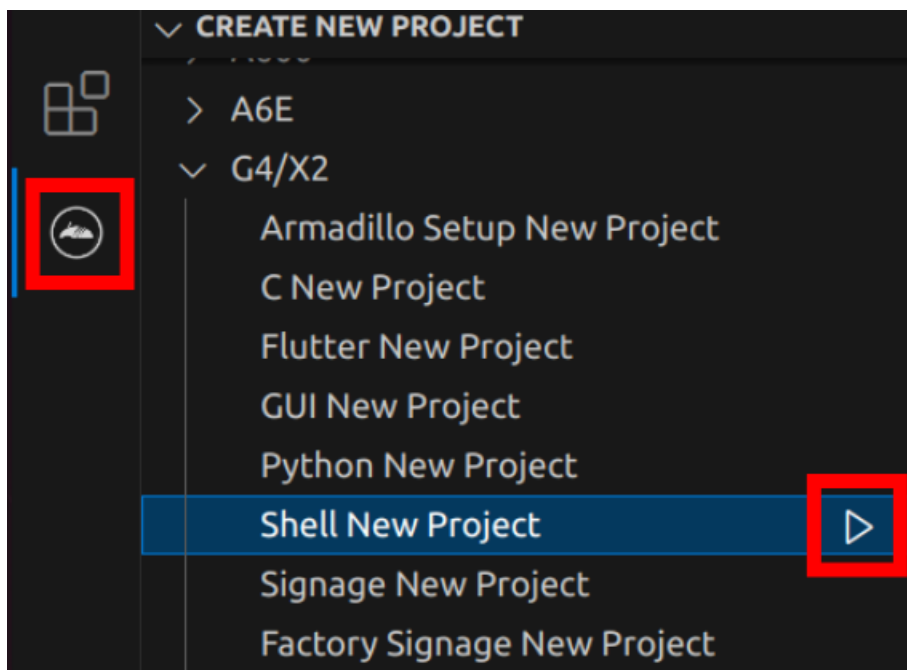 CREATE NEW PROJECT
A6E
G4/X2
Armadillo Setup New Project
C New Project
Flutter New Project
GUI New Project
Python New Project
Shell New Project
Signage New Project
Factory Signage New Project